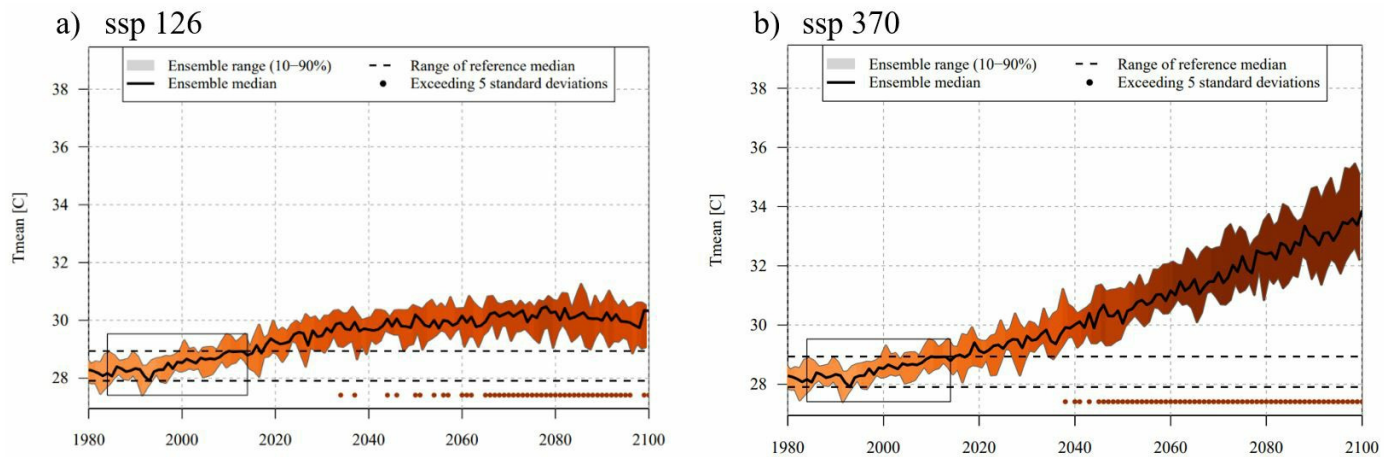 a) ssp 126
Ensemble range (10−90%)
Ensemble median
Range of reference median
Exceeding 5 standard deviations
Tmean [C]
38
36
34
32
30
28
1980 2000 2020 2040 2060 2080 2100
b) ssp 370
Ensemble range (10−90%)
Ensemble median
Range of reference median
Exceeding 5 standard deviations
Tmean [C]
38
36
34
32
30
28
1980 2000 2020 2040 2060 2080 2100